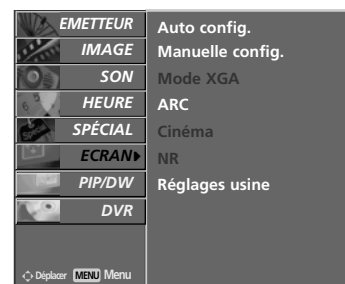 EMETTEUR
IMAGE
SON
HEURE
SPÉCIAL
ECRAN
PIP/DW
DVR
Déplacer MENU Menu
Auto config.
Manuelle config.
Mode XGA
ARC
Cinéma
NR
Réglages usine